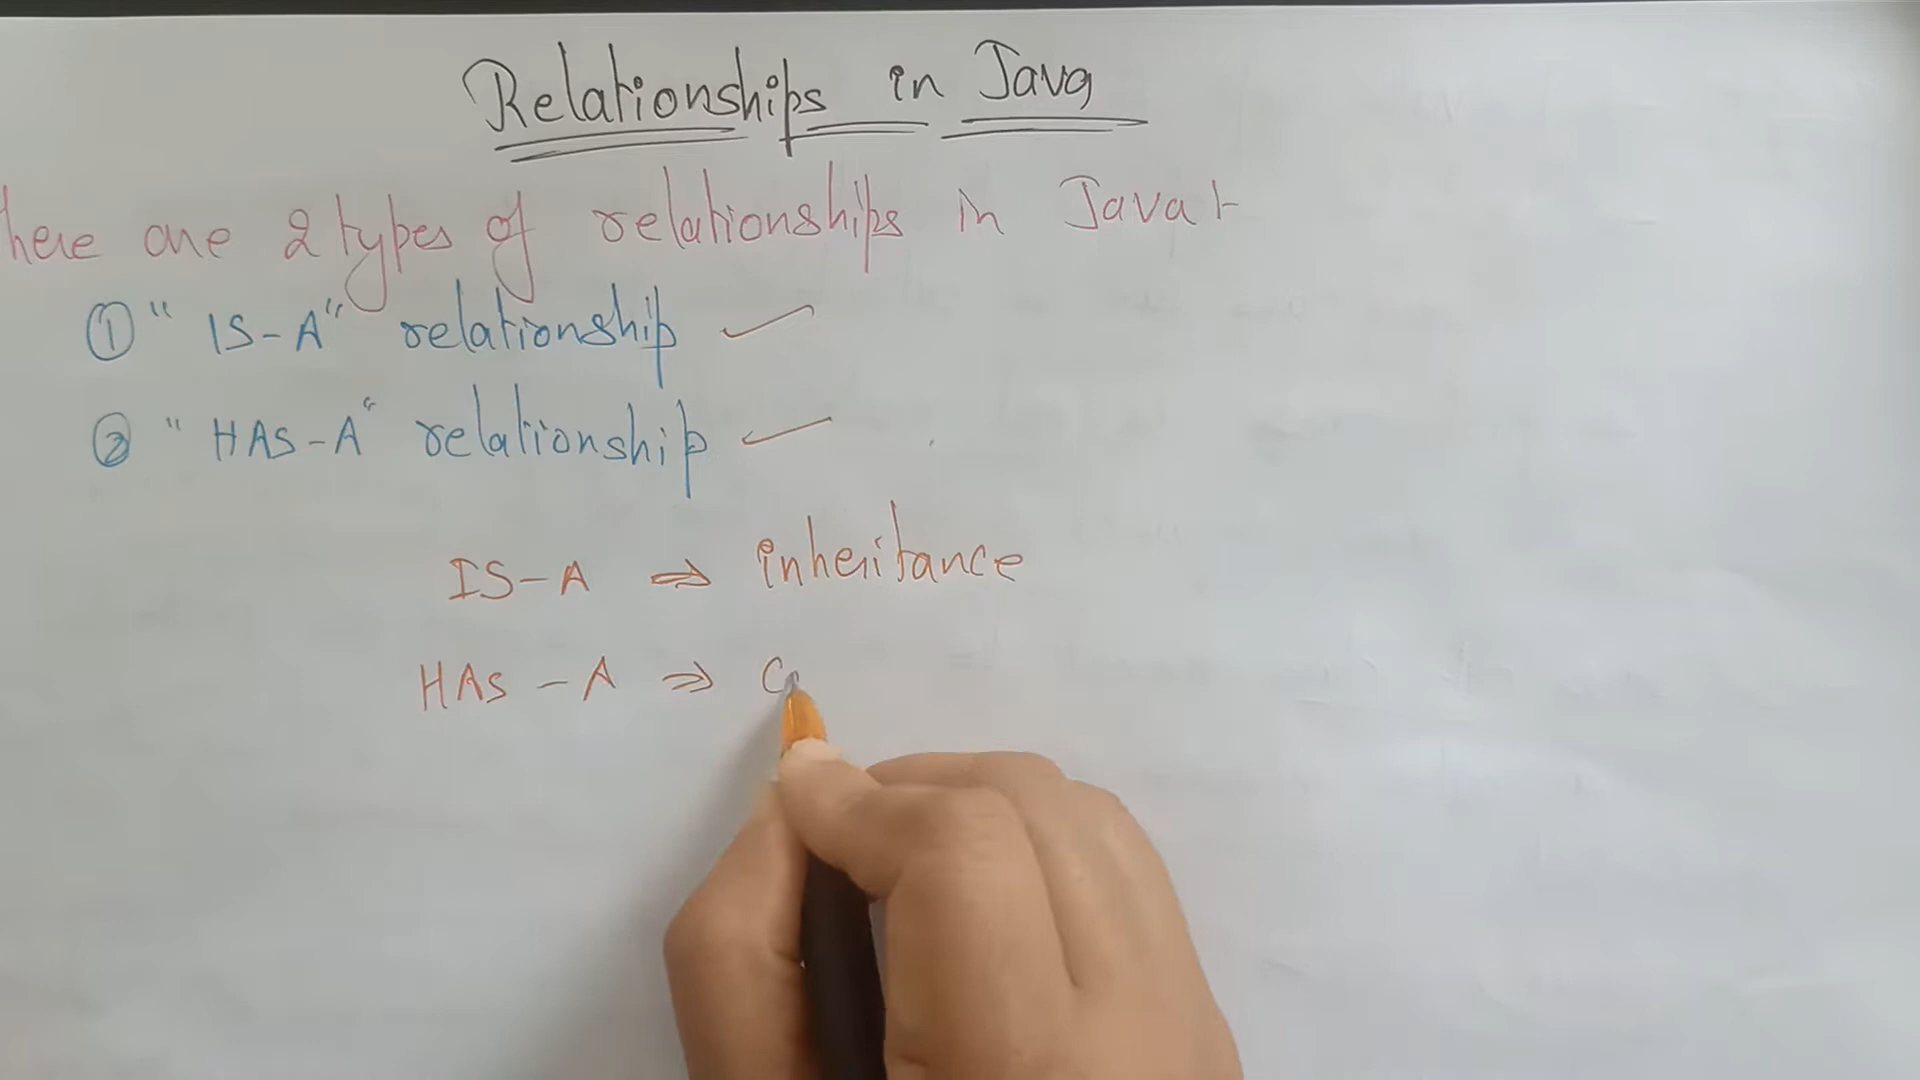 Relationships in Java
here are 2 types of relationships in Java :-
① "IS-A" relationship
② "HAS-A" relationship
IS-A ⇒ inheritance
HAS-A ⇒ C